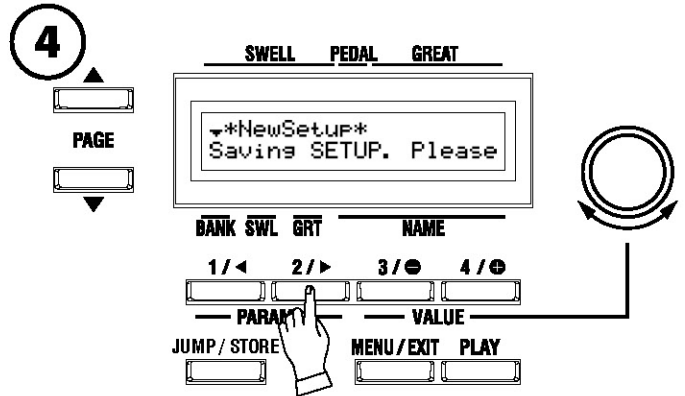 4
SWELL PEDAL GREAT
▲
PAGE
▼
*NewSetup*
Saving SETUP. Please
BANK SWL GRT NAME
1/◀ 2/▶ 3/⊖ 4/⊕
PARAM VALUE
JUMP / STORE MENU / EXIT PLAY